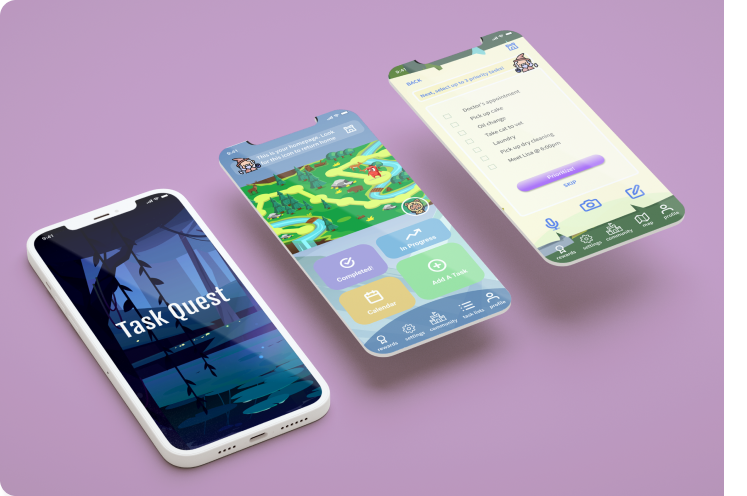 9:41
Task Quest
9:41
This is your homepage. Look
for this icon to return home
Completed!
In Progress
Calendar
Add A Task
rewards
settings
community
task lists
profile
9:41
BACK
Next, select up to 3 priority tasks!
Doctor's appointment
Pick up cake
Oil change
Take cat to vet
Laundry
Pick up dry cleaning
Meet Lina @ 6:00pm
Prioritize!
SKIP
rewards
settings
community
map
profile